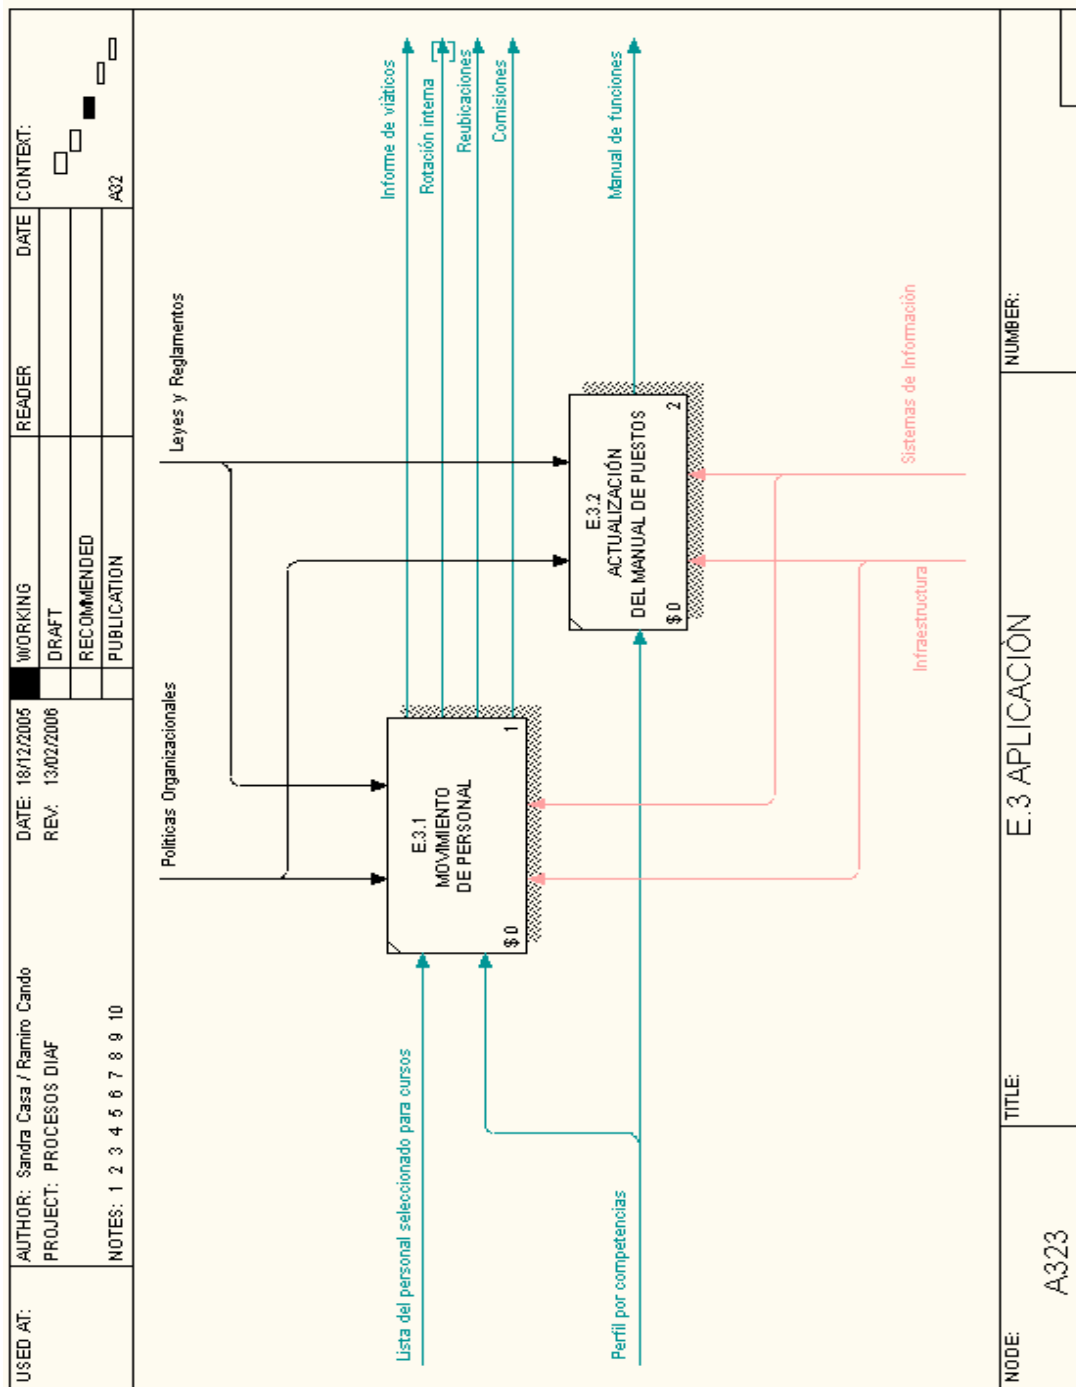 USED AT:
AUTHOR: Sandra Casa / Ramiro Cando
DATE: 18/12/2005
WORKING
READER
DATE
CONTEXT:
PROJECT: PROCESOS DIAF
REV: 13/02/2006
DRAFT
RECOMMENDED
NOTES: 1 2 3 4 5 6 7 8 9 10
PUBLICATION
A32
Políticas Organizacionales
Leyes y Reglamentos
Lista del personal seleccionado para cursos
E.3.1
MOVIMIENTO
DE PERSONAL
$ 0
1
Informe de viàticos
Rotación interna
Reubicaciones
Comisiones
Perfil por competencias
E.3.2
ACTUALIZACIÓN
DEL MANUAL DE PUESTOS
$ 0
2
Manual de funciones
Infraestructura
Sistemas de Informaciòn
NODE:
TITLE:
NUMBER:
A323
E.3 APLICACIÓN